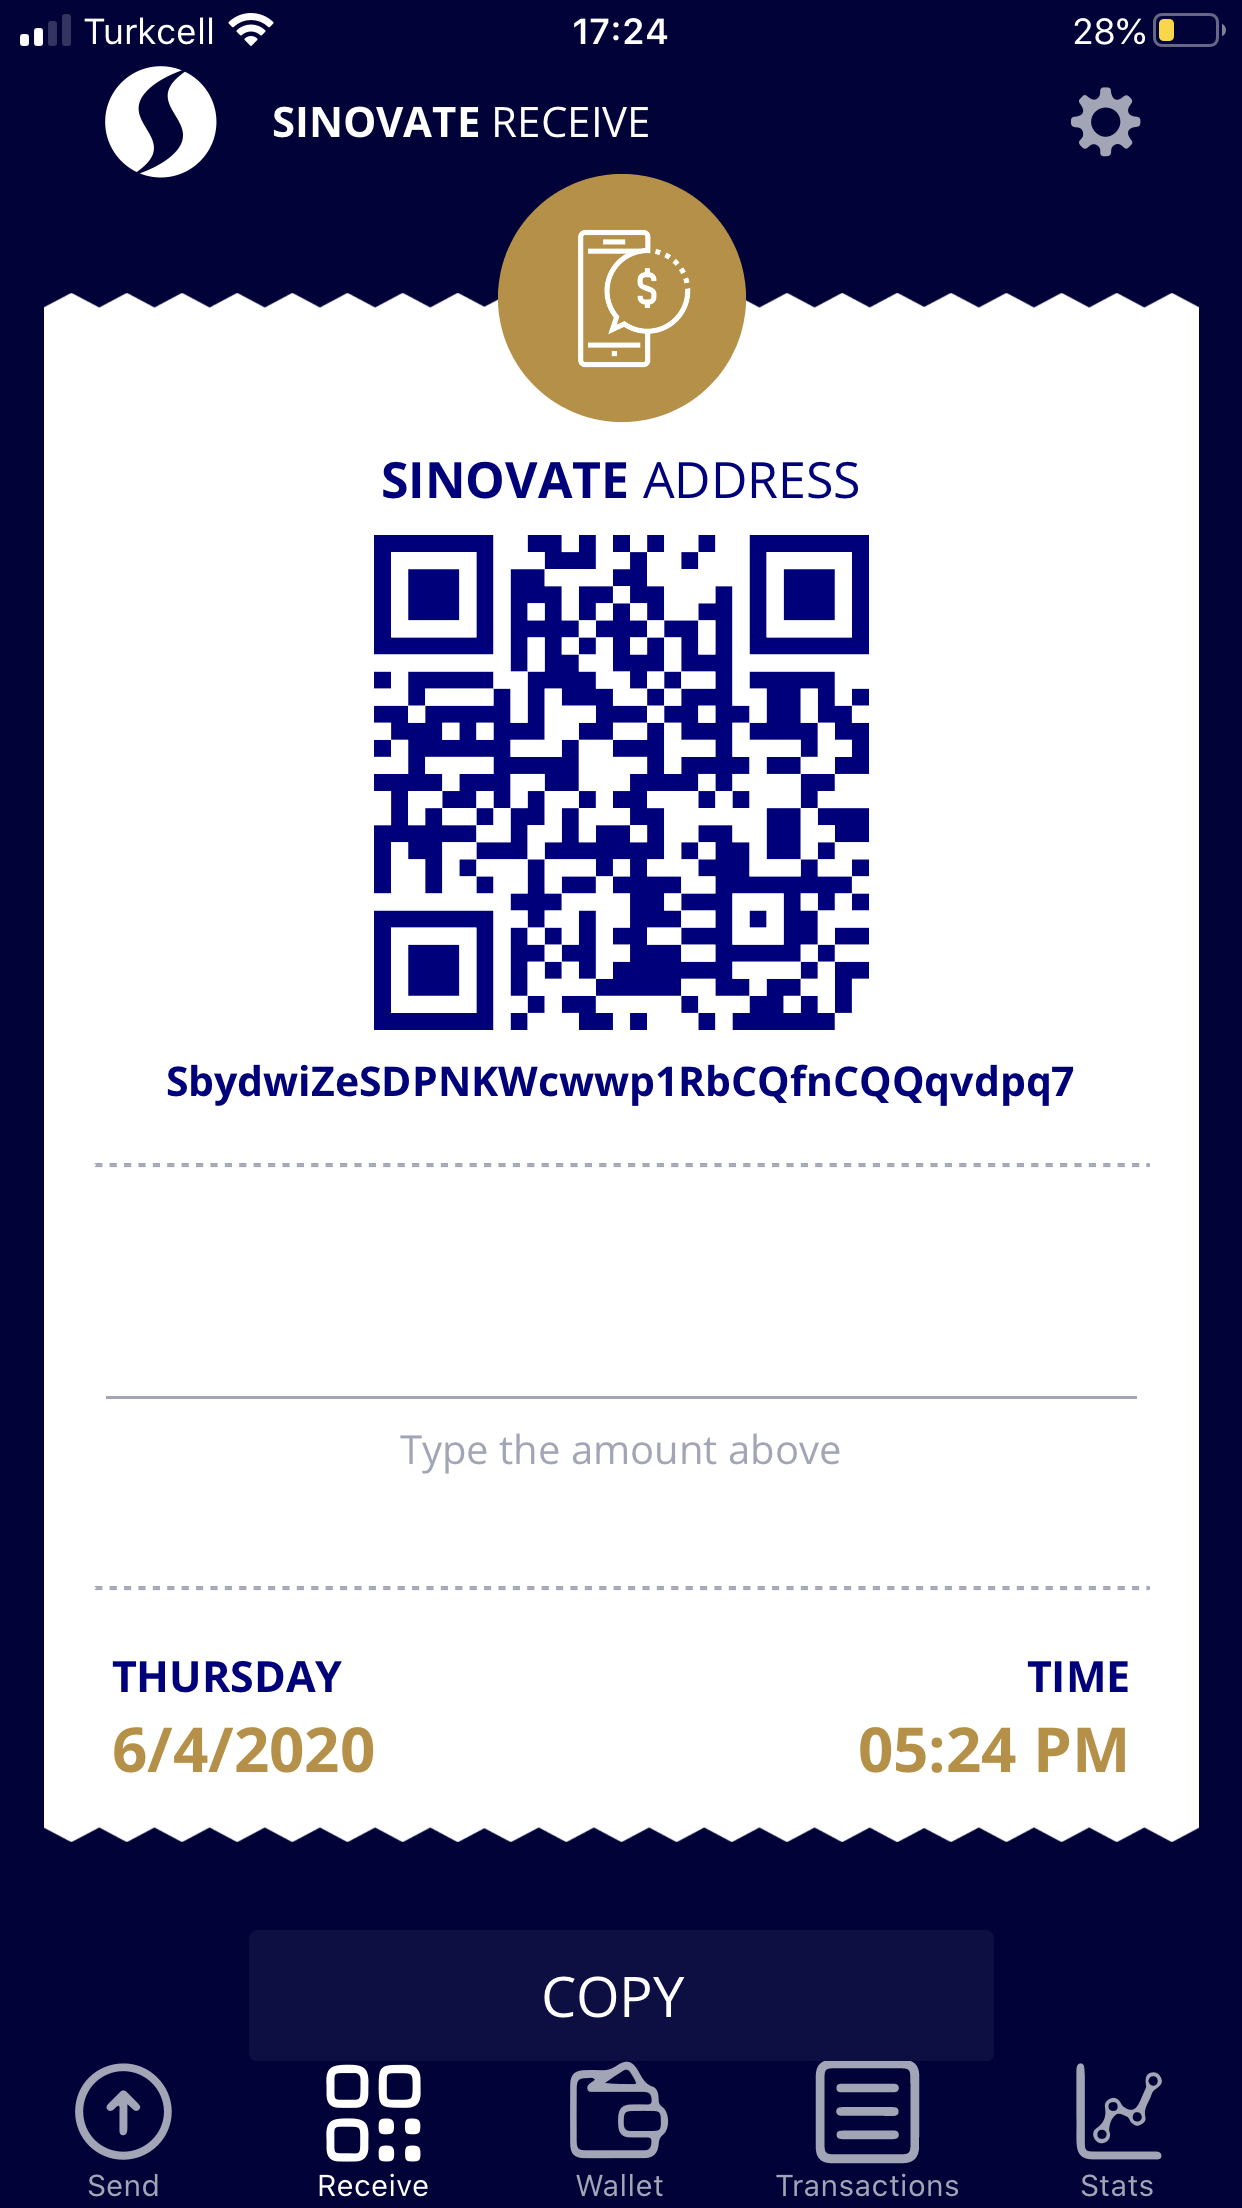 Turkcell 17:24 28%
SINOVATE RECEIVE
$
SINOVATE ADDRESS
SbydwiZeSDPNKWcwwp1RbCQfnCQQqvdpq7
Type the amount above
THURSDAY TIME
6/4/2020 05:24 PM
COPY
Send Receive Wallet Transactions Stats